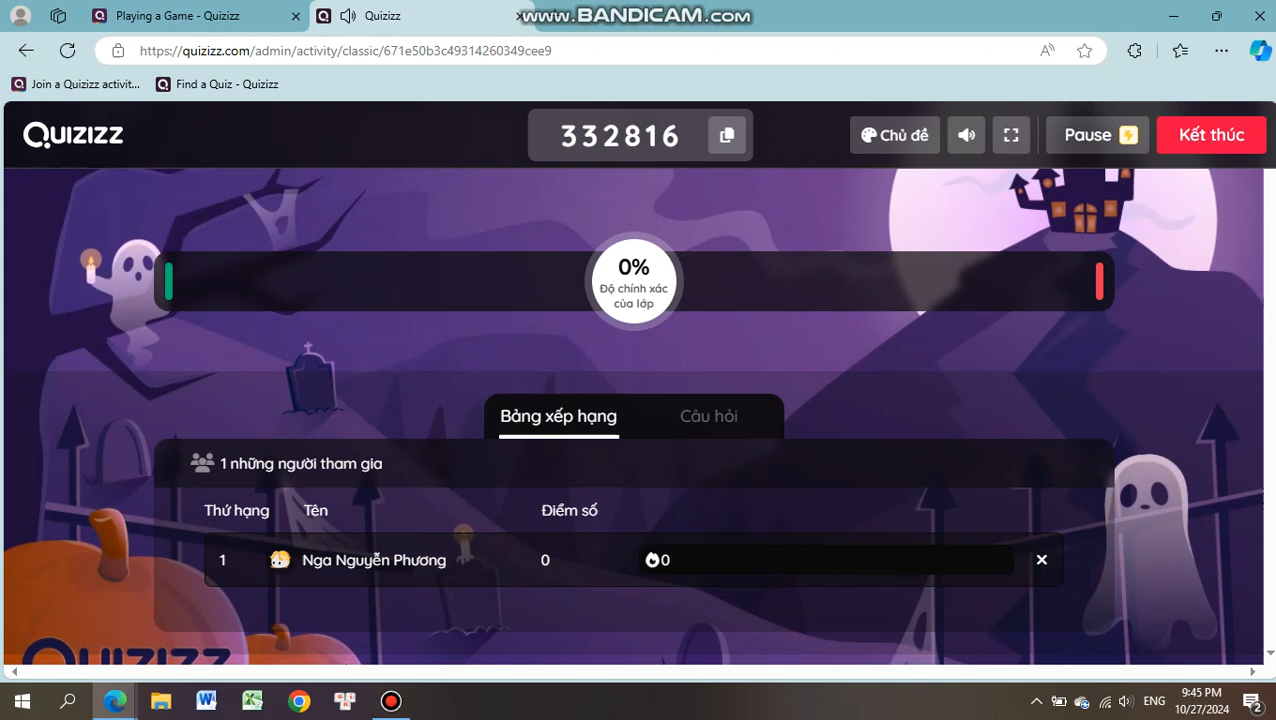 Playing a Game - Quizizz
Quizizz
www.BANDICAM.com
https://quizizz.com/admin/activity/classic/671e50b3c49314260349cee9
Join a Quizizz activit...
Find a Quiz - Quizizz
QUIZIZZ
332816
Chủ đề
Pause
Kết thúc
0%
Độ chính xác
của lớp
Bảng xếp hạng
Câu hỏi
1 những người tham gia
Thứ hạng
Tên
Điểm số
1
Nga Nguyễn Phương
0
0
QUIZIZZ
ENG
9:45 PM
10/27/2024
2